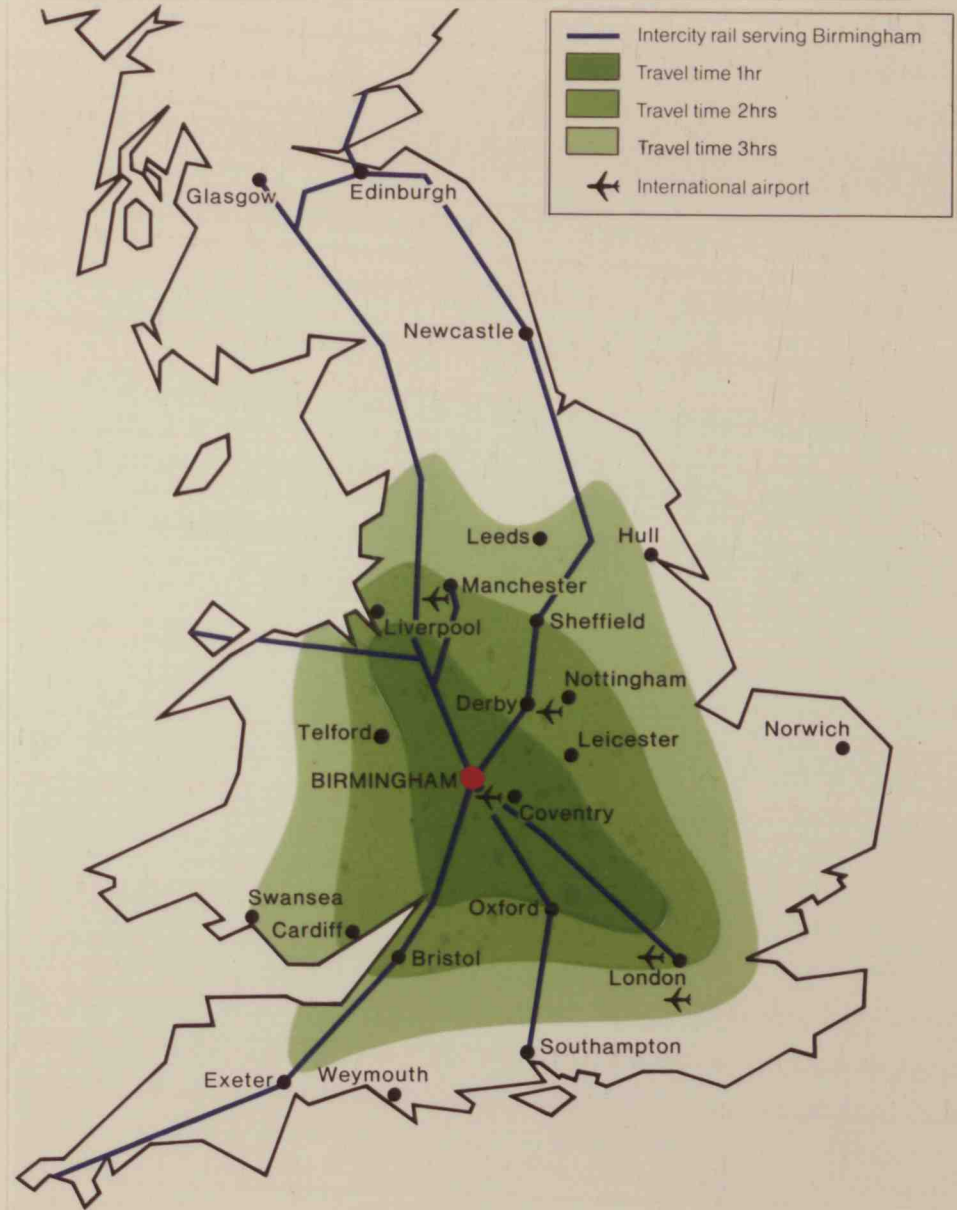 Intercity rail serving Birmingham
Travel time 1hr
Travel time 2hrs
Travel time 3hrs
International airport
Glasgow
Edinburgh
Newcastle
Leeds
Hull
Manchester
Liverpool
Sheffield
Nottingham
Derby
Telford
Leicester
Norwich
BIRMINGHAM
Coventry
Swansea
Cardiff
Oxford
Bristol
London
Southampton
Exeter
Weymouth